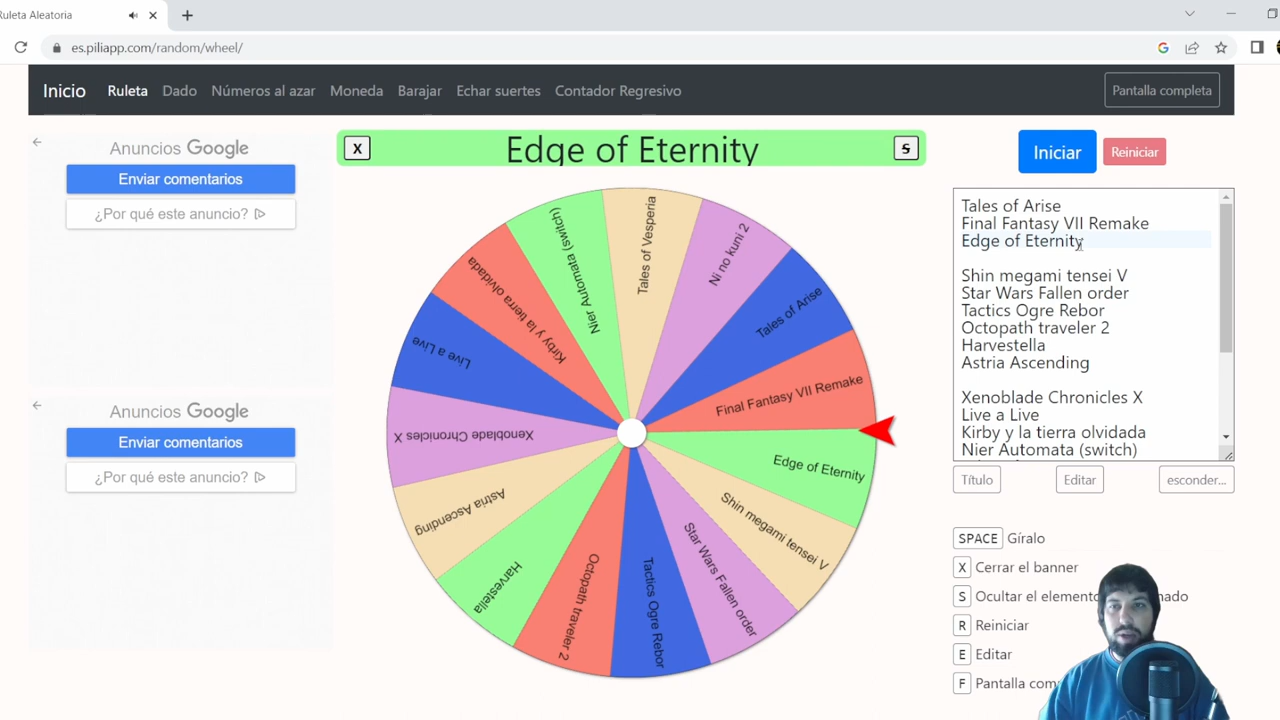 Ruleta Aleatoria
es.piliapp.com/random/wheel/
Inicio Ruleta Dado Números al azar Moneda Barajar Echar suertes Contador Regresivo Pantalla completa
Anuncios Google
Enviar comentarios
¿Por qué este anuncio?
Anuncios Google
Enviar comentarios
¿Por qué este anuncio?
X Edge of Eternity S
Tales of Vesperia
Ni no kuni 2
Tales of Arise
Final Fantasy VII Remake
Edge of Eternity
Shin megami tensei V
Star Wars Fallen order
Tactics Ogre Rebor
Octopath traveler 2
Harvestella
Astria Ascending
Xenoblade Chronicles X
Live a Live
Kirby y la tierra olvidada
Nier Automata (switch)
Iniciar Reiniciar
Tales of Arise
Final Fantasy VII Remake
Edge of Eternity
Shin megami tensei V
Star Wars Fallen order
Tactics Ogre Rebor
Octopath traveler 2
Harvestella
Astria Ascending
Xenoblade Chronicles X
Live a Live
Kirby y la tierra olvidada
Nier Automata (switch)
Título Editar esconder...
SPACE Gíralo
X Cerrar el banner
S Ocultar el elemento
R Reiniciar
E Editar
F Pantalla